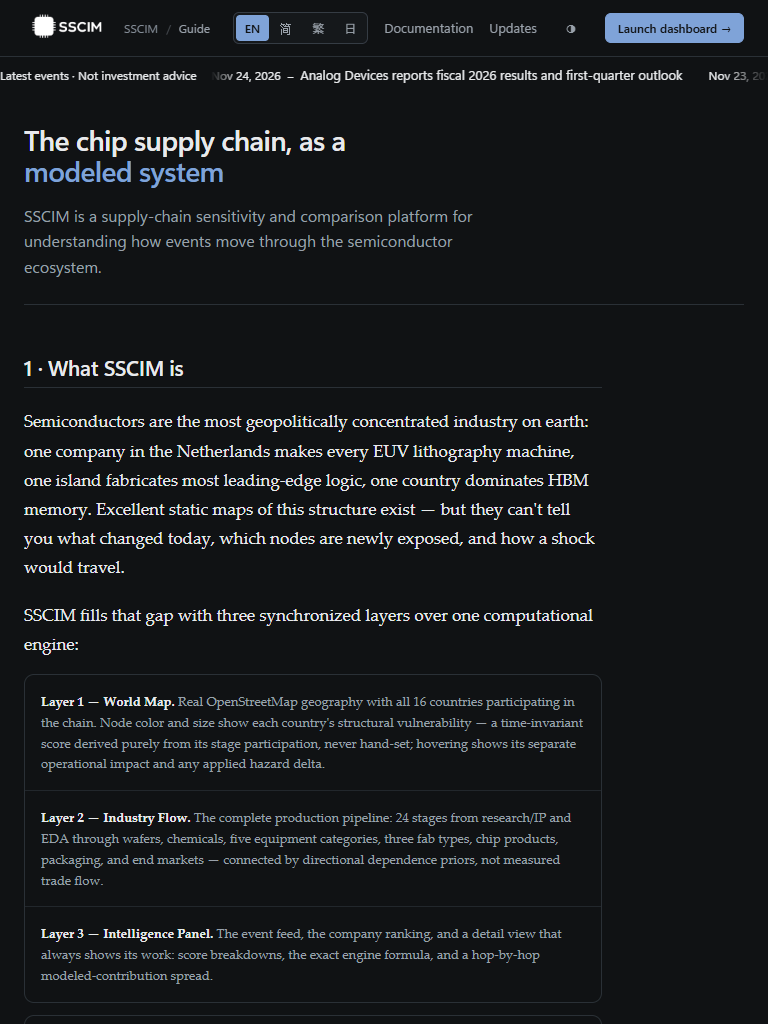 SSCIM
SSCIM / Guide
EN 简 繁 日
Documentation Updates
Launch dashboard →
Latest events · Not investment advice Nov 24, 2026 – Analog Devices reports fiscal 2026 results and first-quarter outlook Nov 23, 20
The chip supply chain, as a
modeled system
SSCIM is a supply-chain sensitivity and comparison platform for
understanding how events move through the semiconductor
ecosystem.
1 · What SSCIM is
Semiconductors are the most geopolitically concentrated industry on earth:
one company in the Netherlands makes every EUV lithography machine,
one island fabricates most leading-edge logic, one country dominates HBM
memory. Excellent static maps of this structure exist — but they can't tell
you what changed today, which nodes are newly exposed, and how a shock
would travel.
SSCIM fills that gap with three synchronized layers over one computational
engine:
Layer 1 — World Map. Real OpenStreetMap geography with all 16 countries participating in
the chain. Node color and size show each country's structural vulnerability — a time-invariant
score derived purely from its stage participation, never hand-set; hovering shows its separate
operational impact and any applied hazard delta.
Layer 2 — Industry Flow. The complete production pipeline: 24 stages from research/IP and
EDA through wafers, chemicals, five equipment categories, three fab types, chip products,
packaging, and end markets — connected by directional dependence priors, not measured
trade flow.
Layer 3 — Intelligence Panel. The event feed, the company ranking, and a detail view that
always shows its work: score breakdowns, the exact engine formula, and a hop-by-hop
modeled-contribution spread.